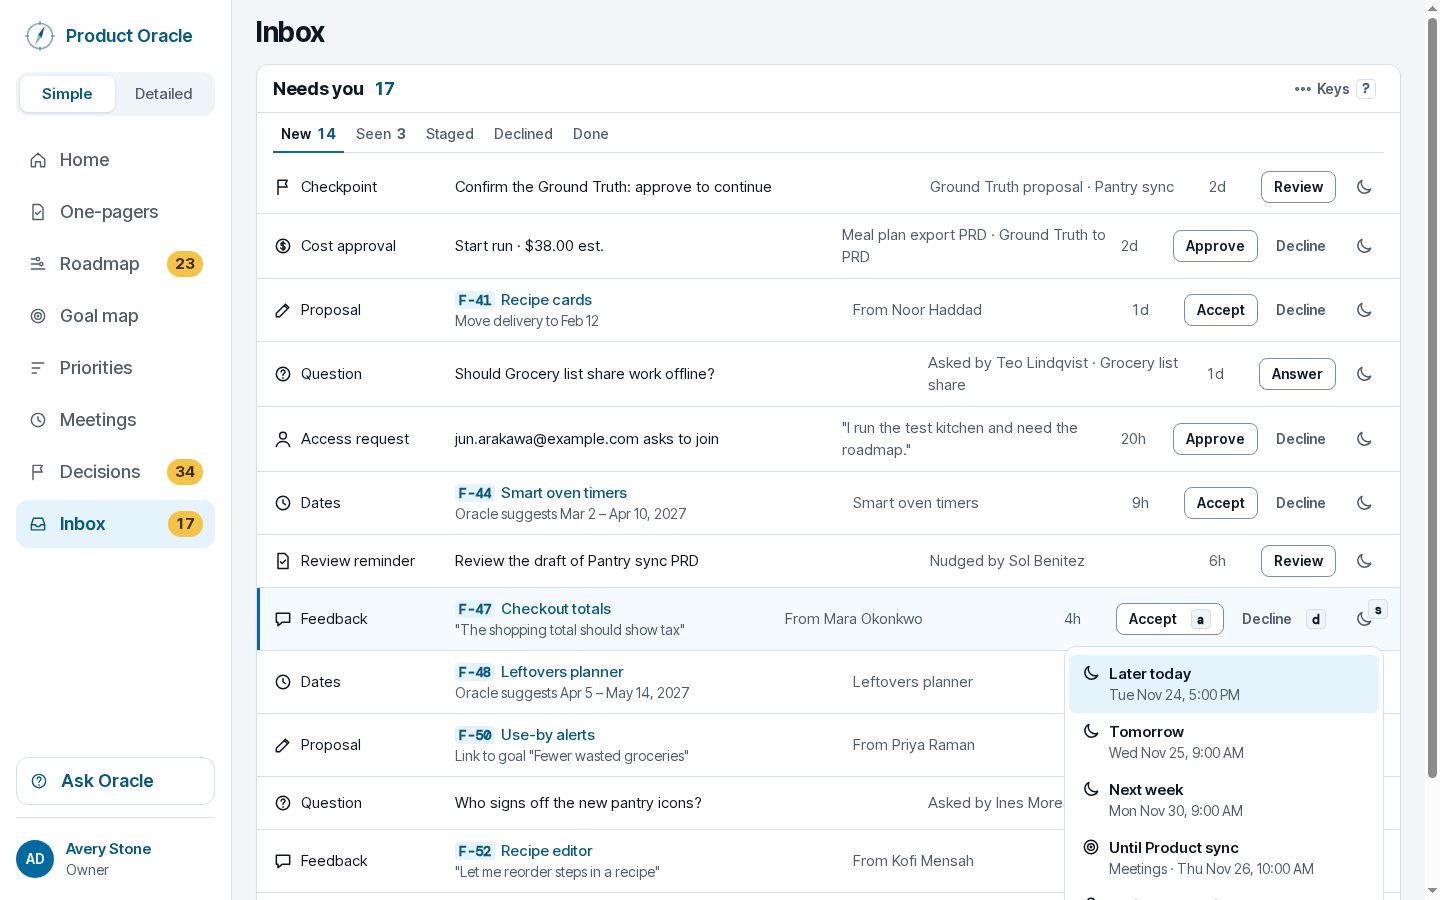 Product Oracle
Simple
Detailed
Home
One-pagers
Roadmap 23
Goal map
Priorities
Meetings
Decisions 34
Inbox 17
Ask Oracle
AD
Avery Stone
Owner
Inbox
Needs you 17
Keys ?
New 14
Seen 3
Staged
Declined
Done
Checkpoint
Confirm the Ground Truth: approve to continue
Ground Truth proposal · Pantry sync
2d
Review
Cost approval
Start run · $38.00 est.
Meal plan export PRD · Ground Truth to
PRD
2d
Approve
Decline
Proposal
F-41 Recipe cards
Move delivery to Feb 12
From Noor Haddad
1d
Accept
Decline
Question
Should Grocery list share work offline?
Asked by Teo Lindqvist · Grocery list
share
1d
Answer
Access request
jun.arakawa@example.com asks to join
"I run the test kitchen and need the
roadmap."
20h
Approve
Decline
Dates
F-44 Smart oven timers
Oracle suggests Mar 2 – Apr 10, 2027
Smart oven timers
9h
Accept
Decline
Review reminder
Review the draft of Pantry sync PRD
Nudged by Sol Benitez
6h
Review
Feedback
F-47 Checkout totals
"The shopping total should show tax"
From Mara Okonkwo
4h
Accept a
Decline d
s
Dates
F-48 Leftovers planner
Oracle suggests Apr 5 – May 14, 2027
Leftovers planner
Proposal
F-50 Use-by alerts
Link to goal "Fewer wasted groceries"
From Priya Raman
Question
Who signs off the new pantry icons?
Asked by Ines More
Feedback
F-52 Recipe editor
"Let me reorder steps in a recipe"
From Kofi Mensah
Later today
Tue Nov 24, 5:00 PM
Tomorrow
Wed Nov 25, 9:00 AM
Next week
Mon Nov 30, 9:00 AM
Until Product sync
Meetings · Thu Nov 26, 10:00 AM